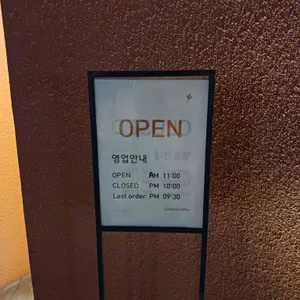 OPEN
영업안내
OPEN AM 11:00
CLOSED PM 10:00
Last order PM 09:30